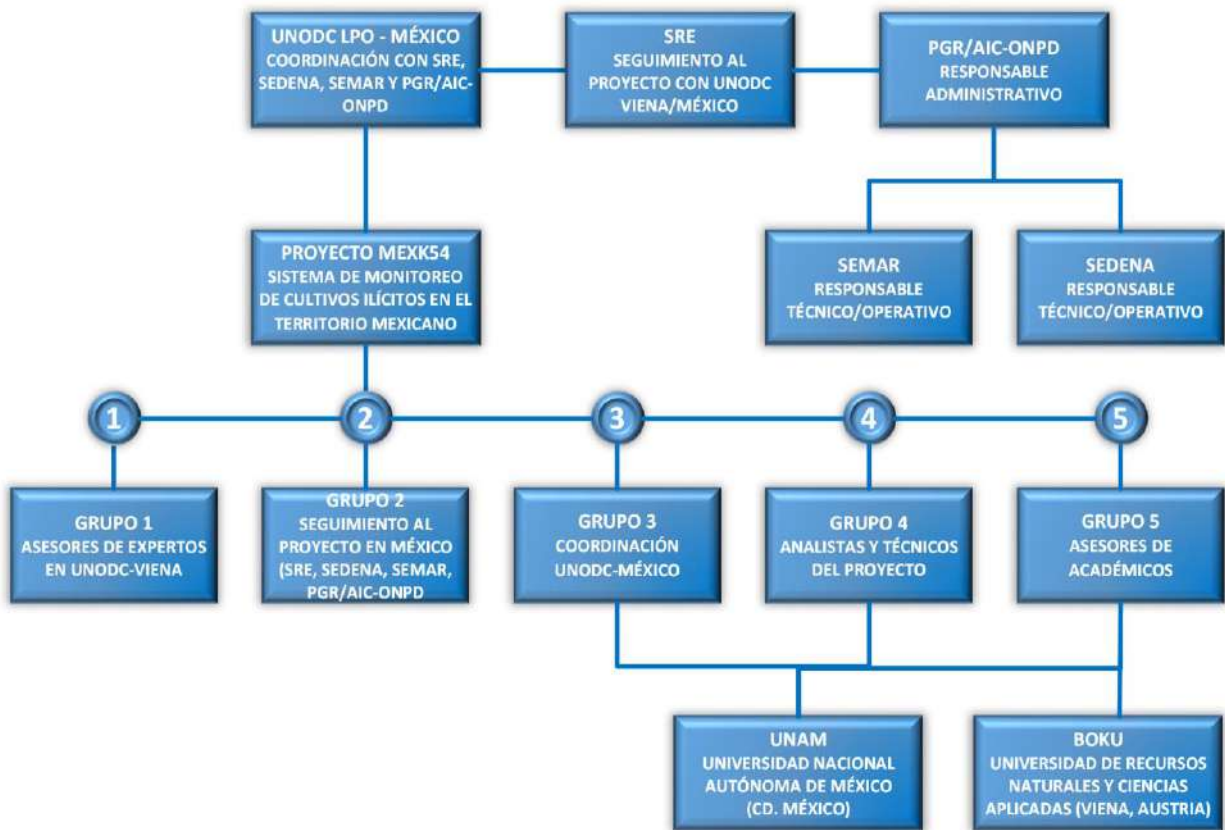 UNODC LPO - MÉXICO
COORDINACIÓN CON SRE,
SEDENA, SEMAR Y PGR/AIC-
ONPD
SRE
SEGUIMIENTO AL
PROYECTO CON UNODC
VIENA/MÉXICO
PGR/AIC-ONPD
RESPONSABLE
ADMINISTRATIVO
PROYECTO MEXK54
SISTEMA DE MONITOREO
DE CULTIVOS ILÍCITOS EN EL
TERRITORIO MEXICANO
SEMAR
RESPONSABLE
TÉCNICO/OPERATIVO
SEDENA
RESPONSABLE
TÉCNICO/OPERATIVO
1
2
3
4
5
GRUPO 1
ASESORES DE EXPERTOS
EN UNODC-VIENA
GRUPO 2
SEGUIMIENTO AL
PROYECTO EN MÉXICO
(SRE, SEDENA, SEMAR,
PGR/AIC-ONPD
GRUPO 3
COORDINACIÓN
UNODC-MÉXICO
GRUPO 4
ANALISTAS Y TÉCNICOS
DEL PROYECTO
GRUPO 5
ASESORES DE
ACADÉMICOS
UNAM
UNIVERSIDAD NACIONAL
AUTÓNOMA DE MÉXICO
(CD. MÉXICO)
BOKU
UNIVERSIDAD DE RECURSOS
NATURALES Y CIENCIAS
APLICADAS (VIENA, AUSTRIA)